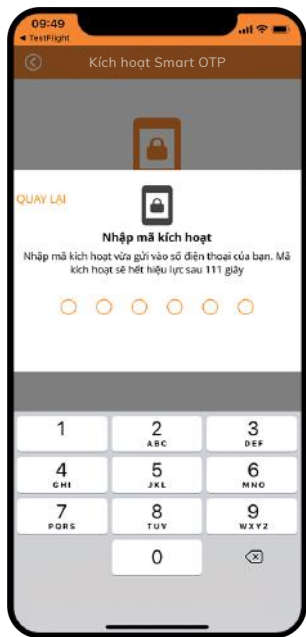 09:49
◀ TestFlight
Kích hoạt Smart OTP
QUAY LẠI
Nhập mã kích hoạt
Nhập mã kích hoạt vừa gửi vào số điện thoại của bạn. Mã
kích hoạt sẽ hết hiệu lực sau 111 giây
1 2 3
ABC DEF
4 5 6
GHI JKL MNO
7 8 9
PQRS TUV WXYZ
0